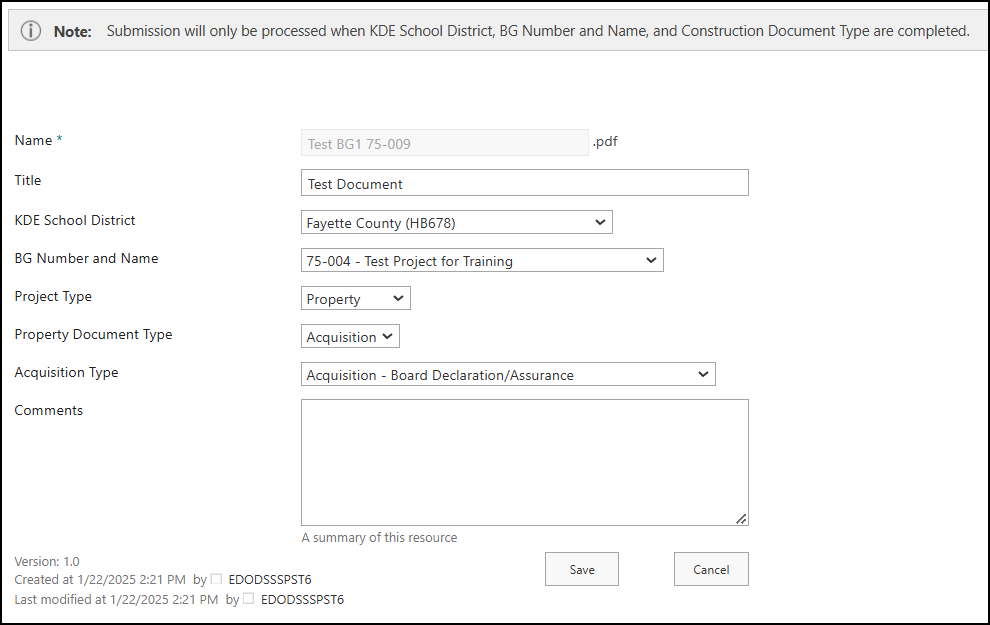 Note: Submission will only be processed when KDE School District, BG Number and Name, and Construction Document Type are completed.
Name * Test BG1 75-009 .pdf
Title Test Document
KDE School District Fayette County (HB678)
BG Number and Name 75-004 - Test Project for Training
Project Type Property
Property Document Type Acquisition
Acquisition Type Acquisition - Board Declaration/Assurance
Comments
A summary of this resource
Version: 1.0
Created at 1/22/2025 2:21 PM by EDODSSSPST6
Last modified at 1/22/2025 2:21 PM by EDODSSSPST6
Save Cancel